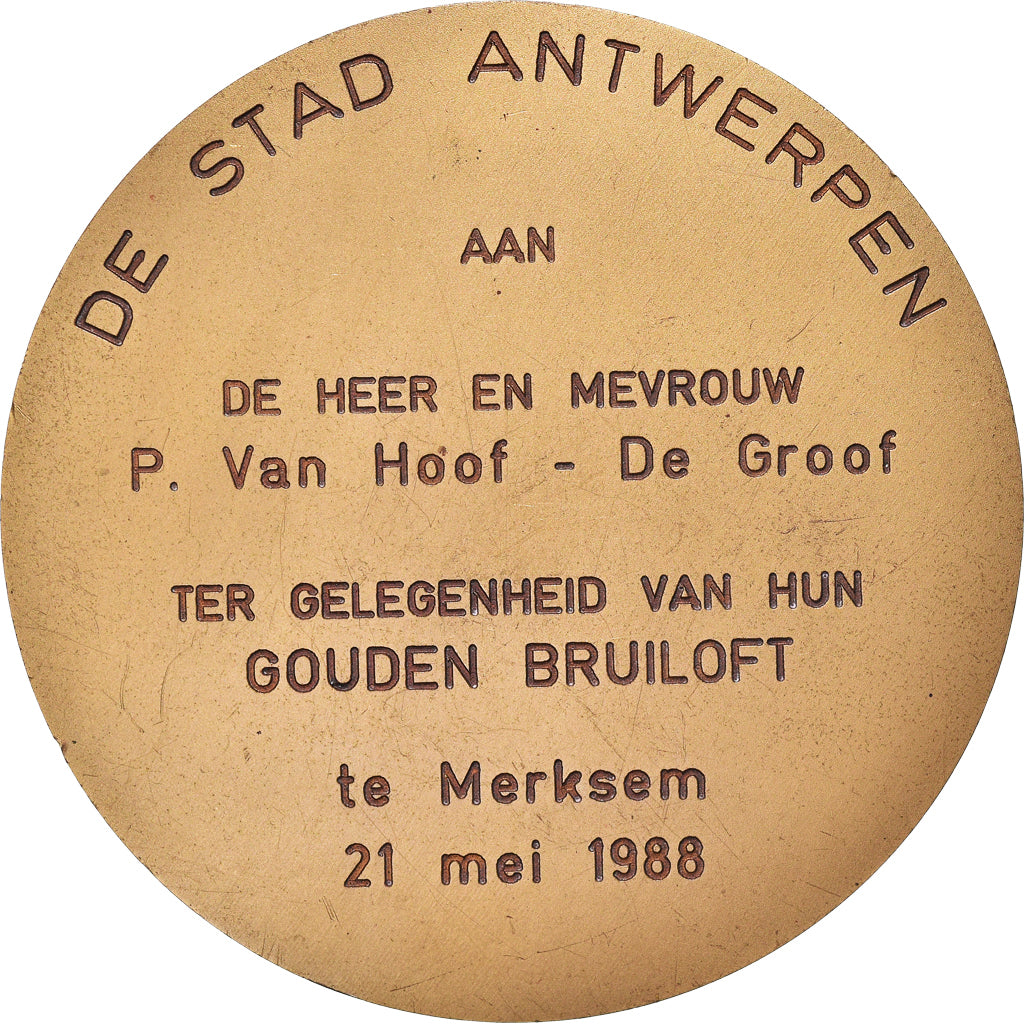 DE STAD ANTWERPEN
AAN
DE HEER EN MEVROUW
P. Van Hoof - De Groof
TER GELEGENHEID VAN HUN
GOUDEN BRUILOFT
te Merksem
21 mei 1988